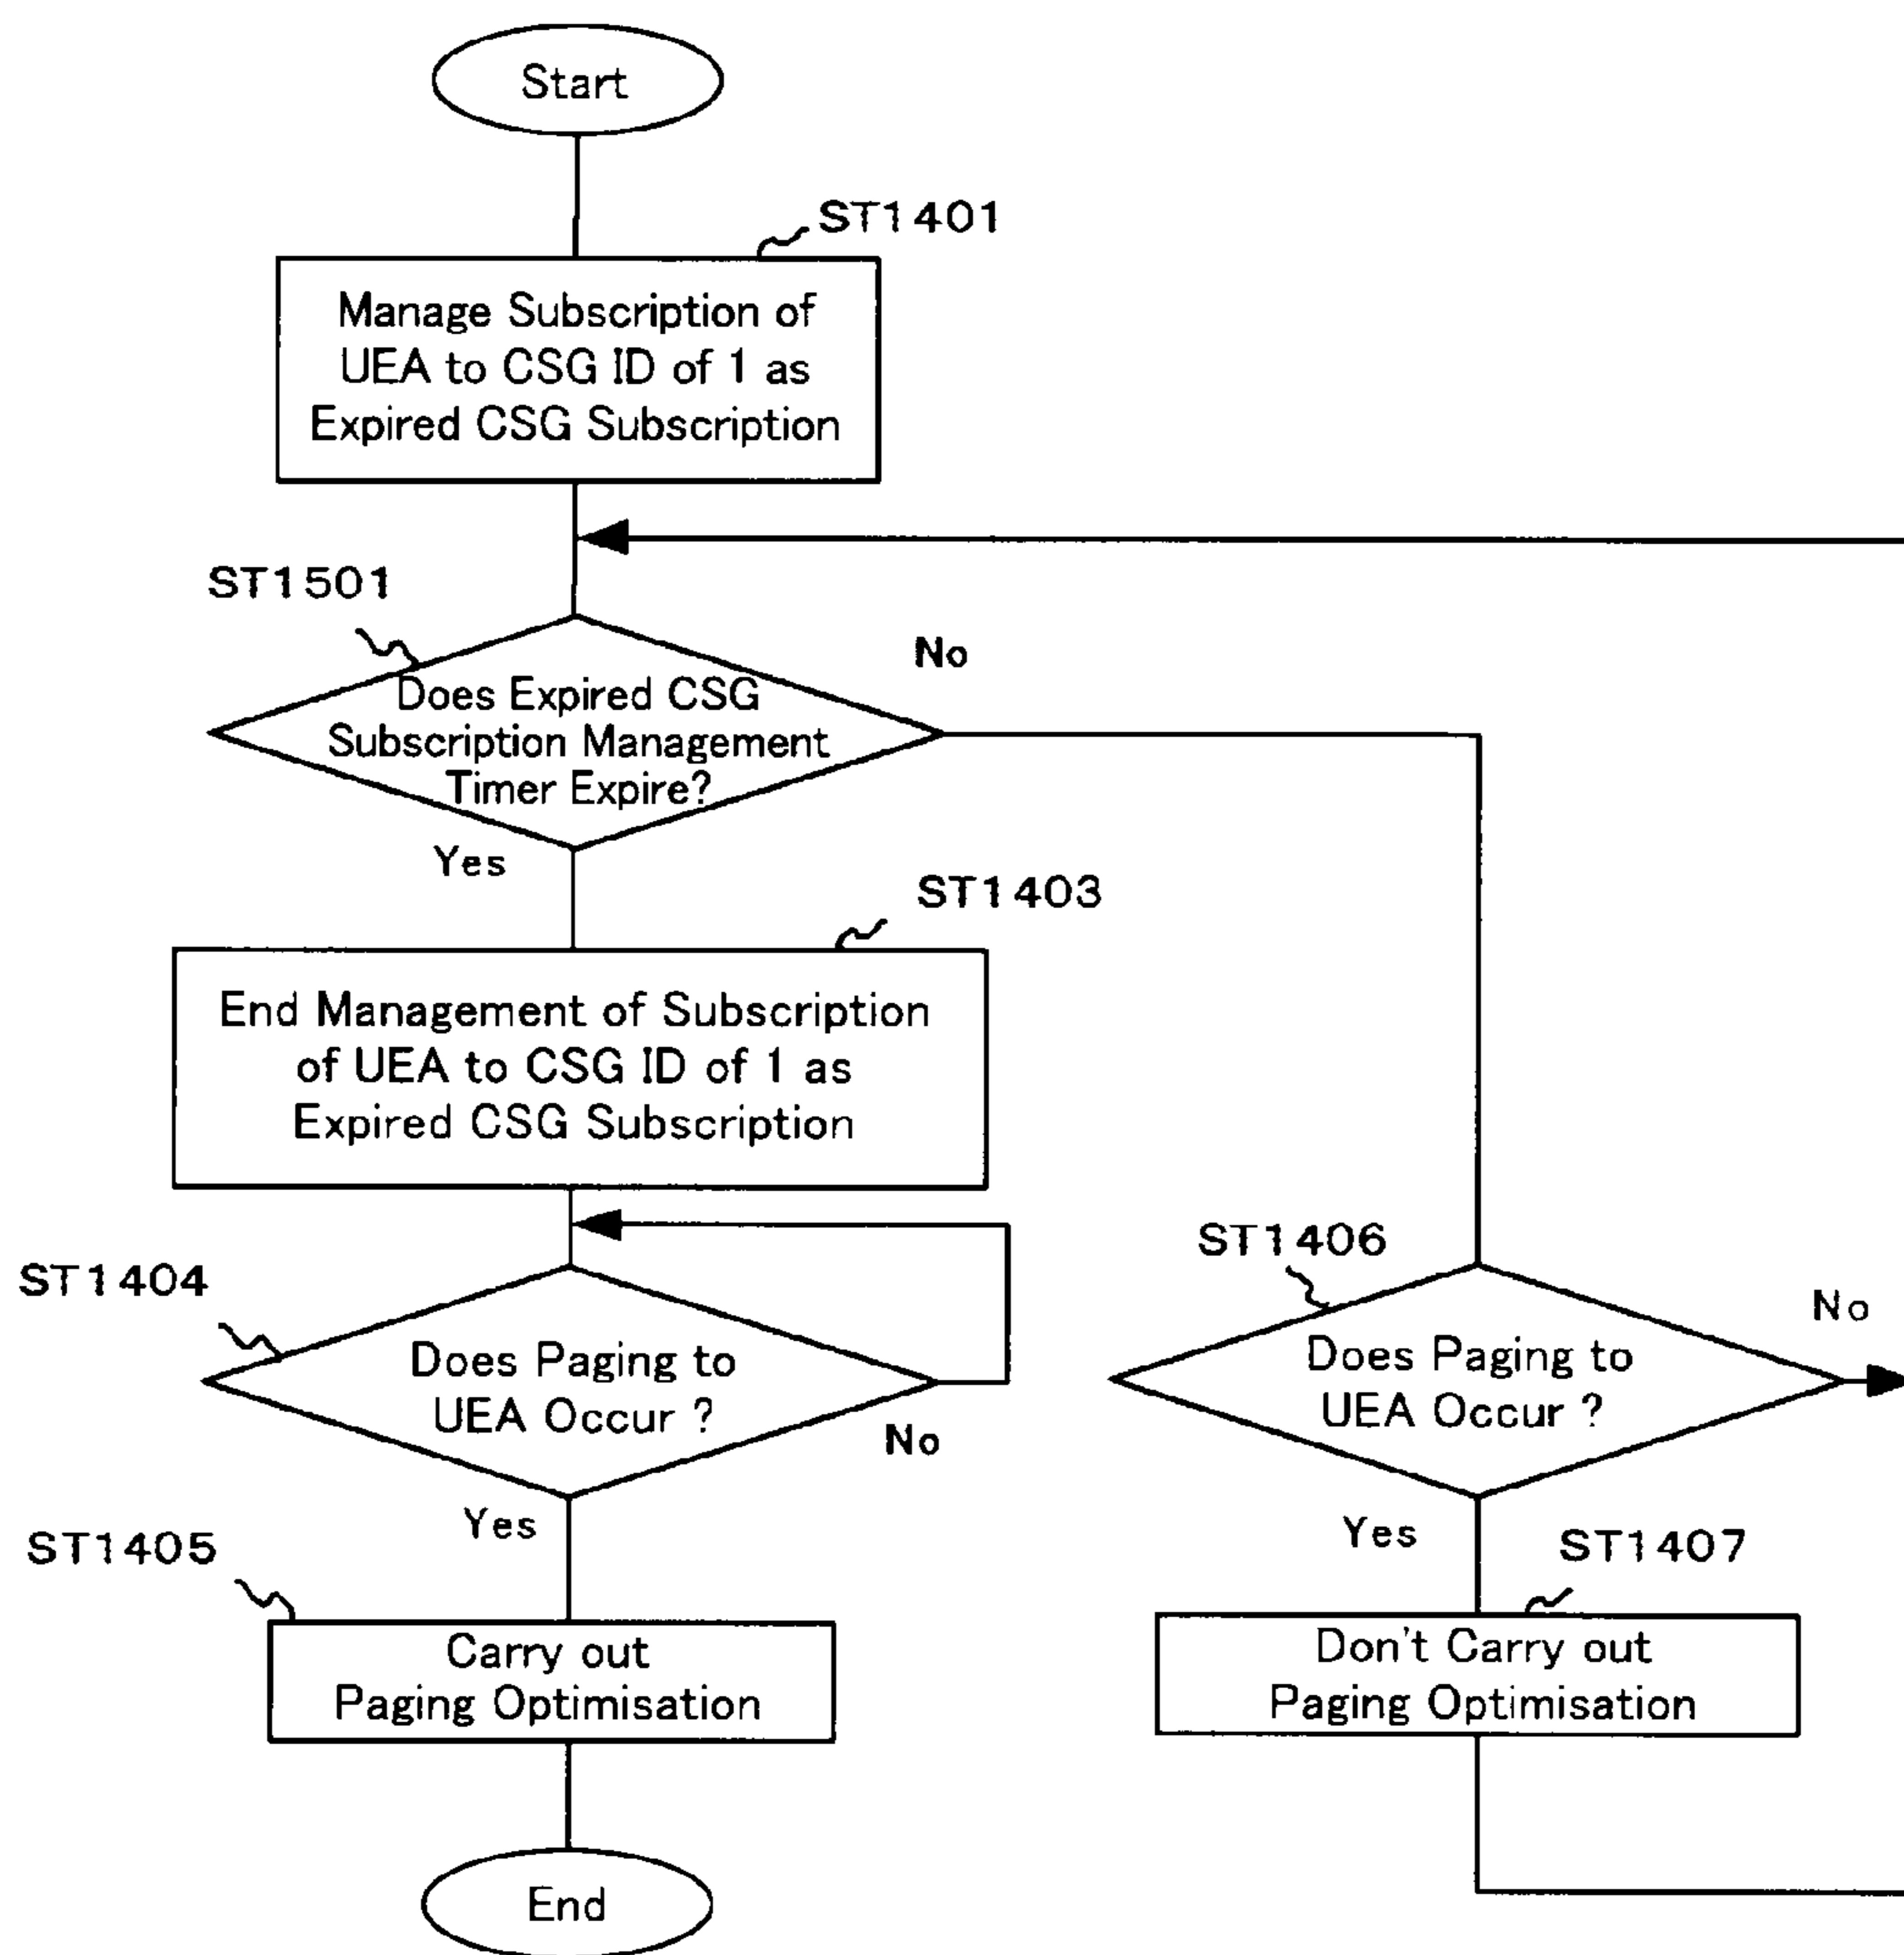 Start
ST1401
Manage Subscription of
UEA to CSG ID of 1 as
Expired CSG Subscription
ST1501
No
Does Expired CSG
Subscription Management
Timer Expire?
Yes
ST1403
End Management of Subscription
of UEA to CSG ID of 1 as
Expired CSG Subscription
ST1404
Does Paging to
UEA Occur ?
No
Yes
ST1405
Carry out
Paging Optimisation
End
ST1406
No
Does Paging to
UEA Occur ?
Yes
ST1407
Don't Carry out
Paging Optimisation